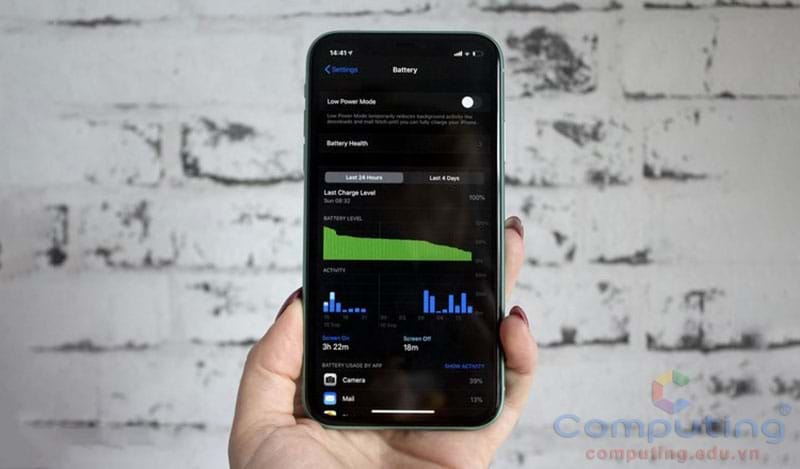 14:41
Settings
Battery
Low Power Mode
Low Power Mode temporarily reduces background activity like
downloads and mail fetch until you can fully charge your iPhone.
Battery Health
Last 24 Hours
Last 4 Days
Last Charge Level
100%
Sun 08:32
BATTERY LEVEL
100%
50%
0%
ACTIVITY
Screen On
Screen Off
3h 22m
18m
BATTERY USAGE BY APP
SHOW ACTIVITY
Camera
39%
Mail
13%
Computing
computing.edu.vn